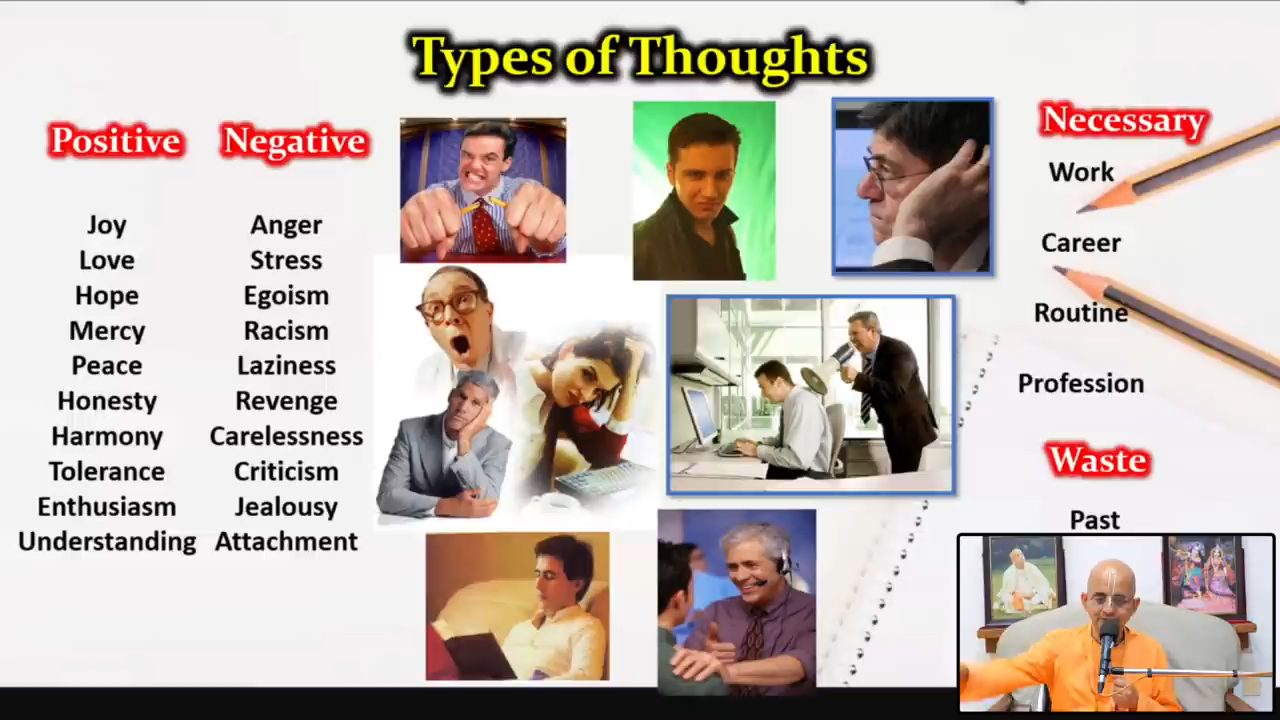 Types of Thoughts
Positive
Joy
Love
Hope
Mercy
Peace
Honesty
Harmony
Tolerance
Enthusiasm
Understanding
Negative
Anger
Stress
Egoism
Racism
Laziness
Revenge
Carelessness
Criticism
Jealousy
Attachment
Necessary
Work
Career
Routine
Profession
Waste
Past